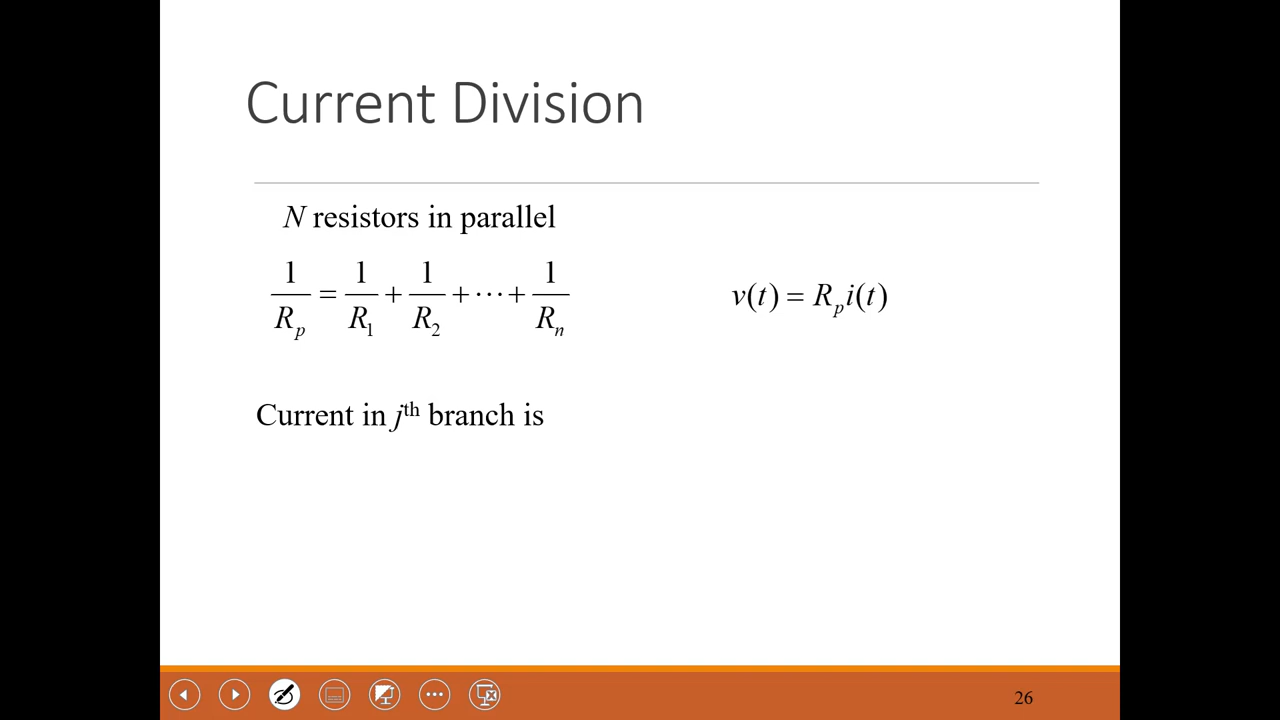 Current Division
N resistors in parallel
1/R_p = 1/R_1 + 1/R_2 + ⋯ + 1/R_n
v(t) = R_p i(t)
Current in j^th branch is
26